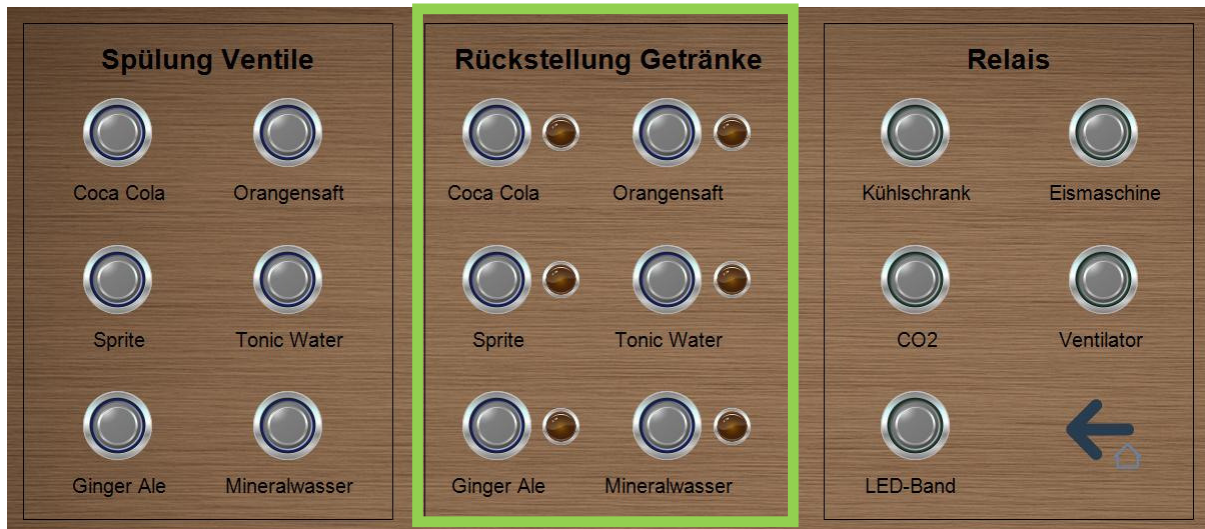 Spülung Ventile
Coca Cola
Orangensaft
Sprite
Tonic Water
Ginger Ale
Mineralwasser
Rückstellung Getränke
Coca Cola
Orangensaft
Sprite
Tonic Water
Ginger Ale
Mineralwasser
Relais
Kühlschrank
Eismaschine
CO2
Ventilator
LED-Band